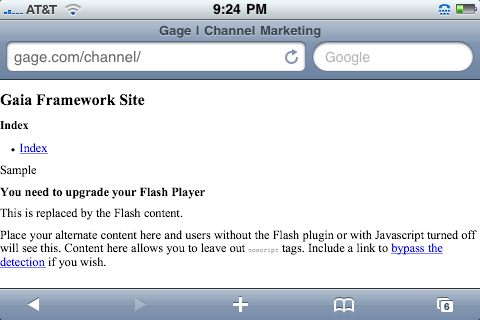 AT&T 9:24 PM
Gage | Channel Marketing
gage.com/channel/ Google
Gaia Framework Site
Index
• Index
Sample
You need to upgrade your Flash Player
This is replaced by the Flash content.
Place your alternate content here and users without the Flash plugin or with Javascript turned off
will see this. Content here allows you to leave out noscript tags. Include a link to bypass the
detection if you wish.
6